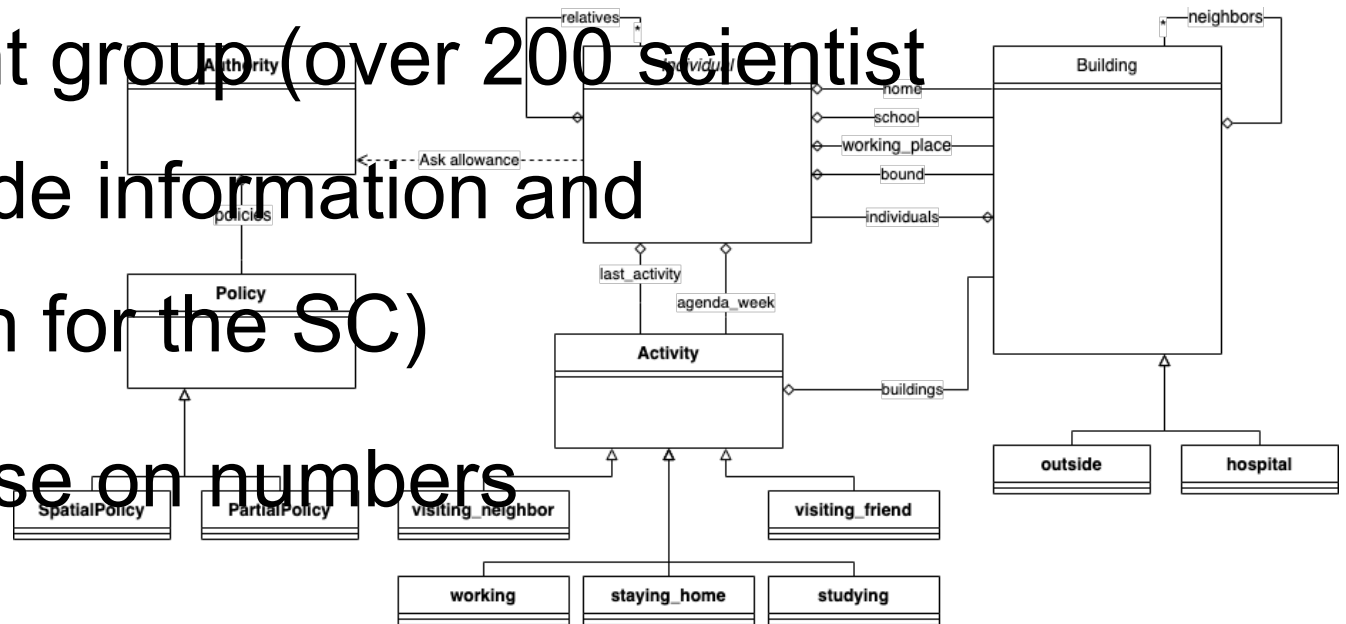 relatives
*
*
neighbors
nt group (over 200 scientist
Authority
Individual
Building
home
school
working_place
Ask allowance
bound
de information and
policies
individuals
last_activity
agenda_week
Policy
n for the SC)
Activity
buildings
se on numbers
outside
hospital
SpatialPolicy
PartialPolicy
visiting_neighbor
visiting_friend
working
staying_home
studying